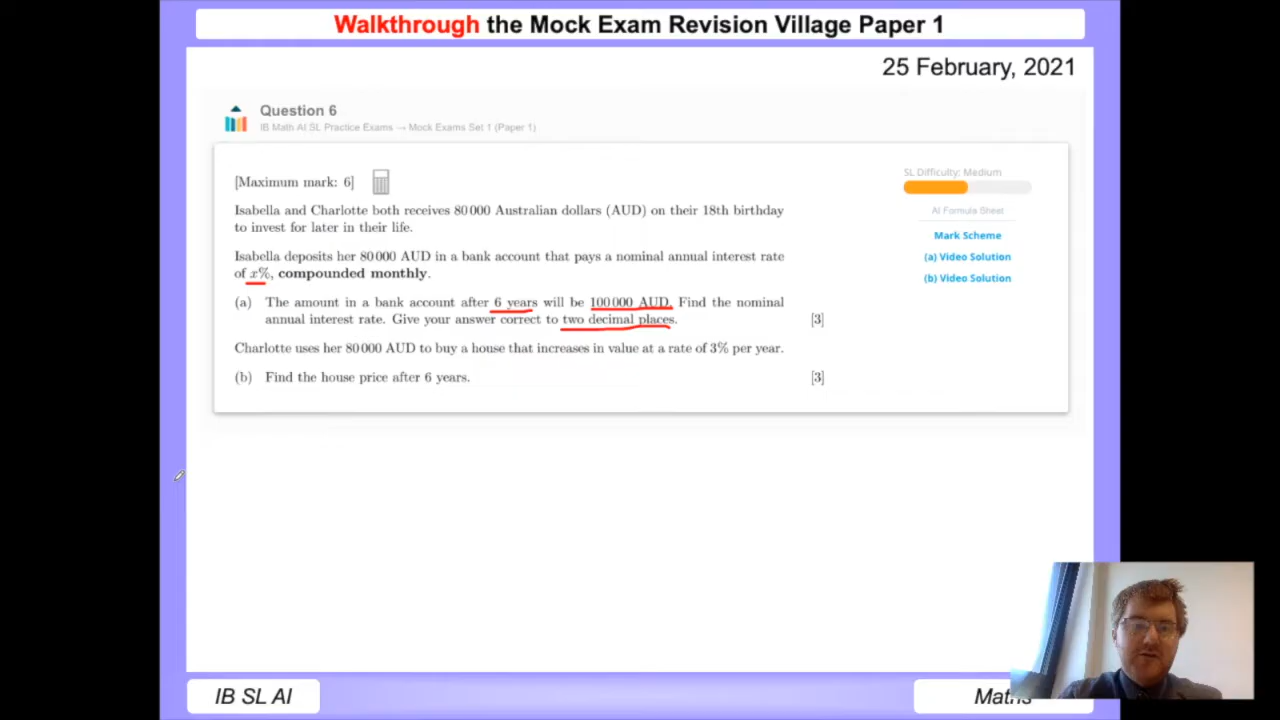 Walkthrough the Mock Exam Revision Village Paper 1
25 February, 2021
Question 6
IB Math AI SL Practice Exams → Mock Exams Set 1 (Paper 1)
[Maximum mark: 6]
SL Difficulty: Medium
Isabella and Charlotte both receives 80 000 Australian dollars (AUD) on their 18th birthday
to invest for later in their life.
AI Formula Sheet
Mark Scheme
(a) Video Solution
(b) Video Solution
Isabella deposits her 80 000 AUD in a bank account that pays a nominal annual interest rate
of x%, compounded monthly.
(a) The amount in a bank account after 6 years will be 100 000 AUD. Find the nominal
annual interest rate. Give your answer correct to two decimal places. [3]
Charlotte uses her 80 000 AUD to buy a house that increases in value at a rate of 3% per year.
(b) Find the house price after 6 years. [3]
IB SL AI
Maths